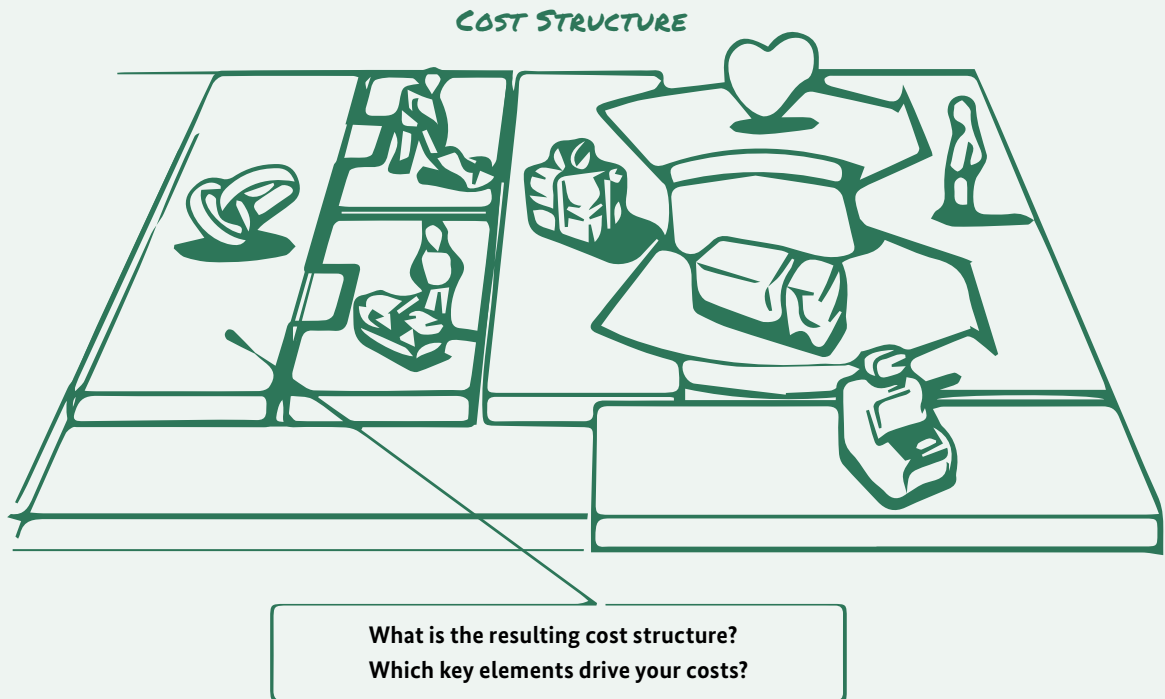 COST STRUCTURE
What is the resulting cost structure?
Which key elements drive your costs?